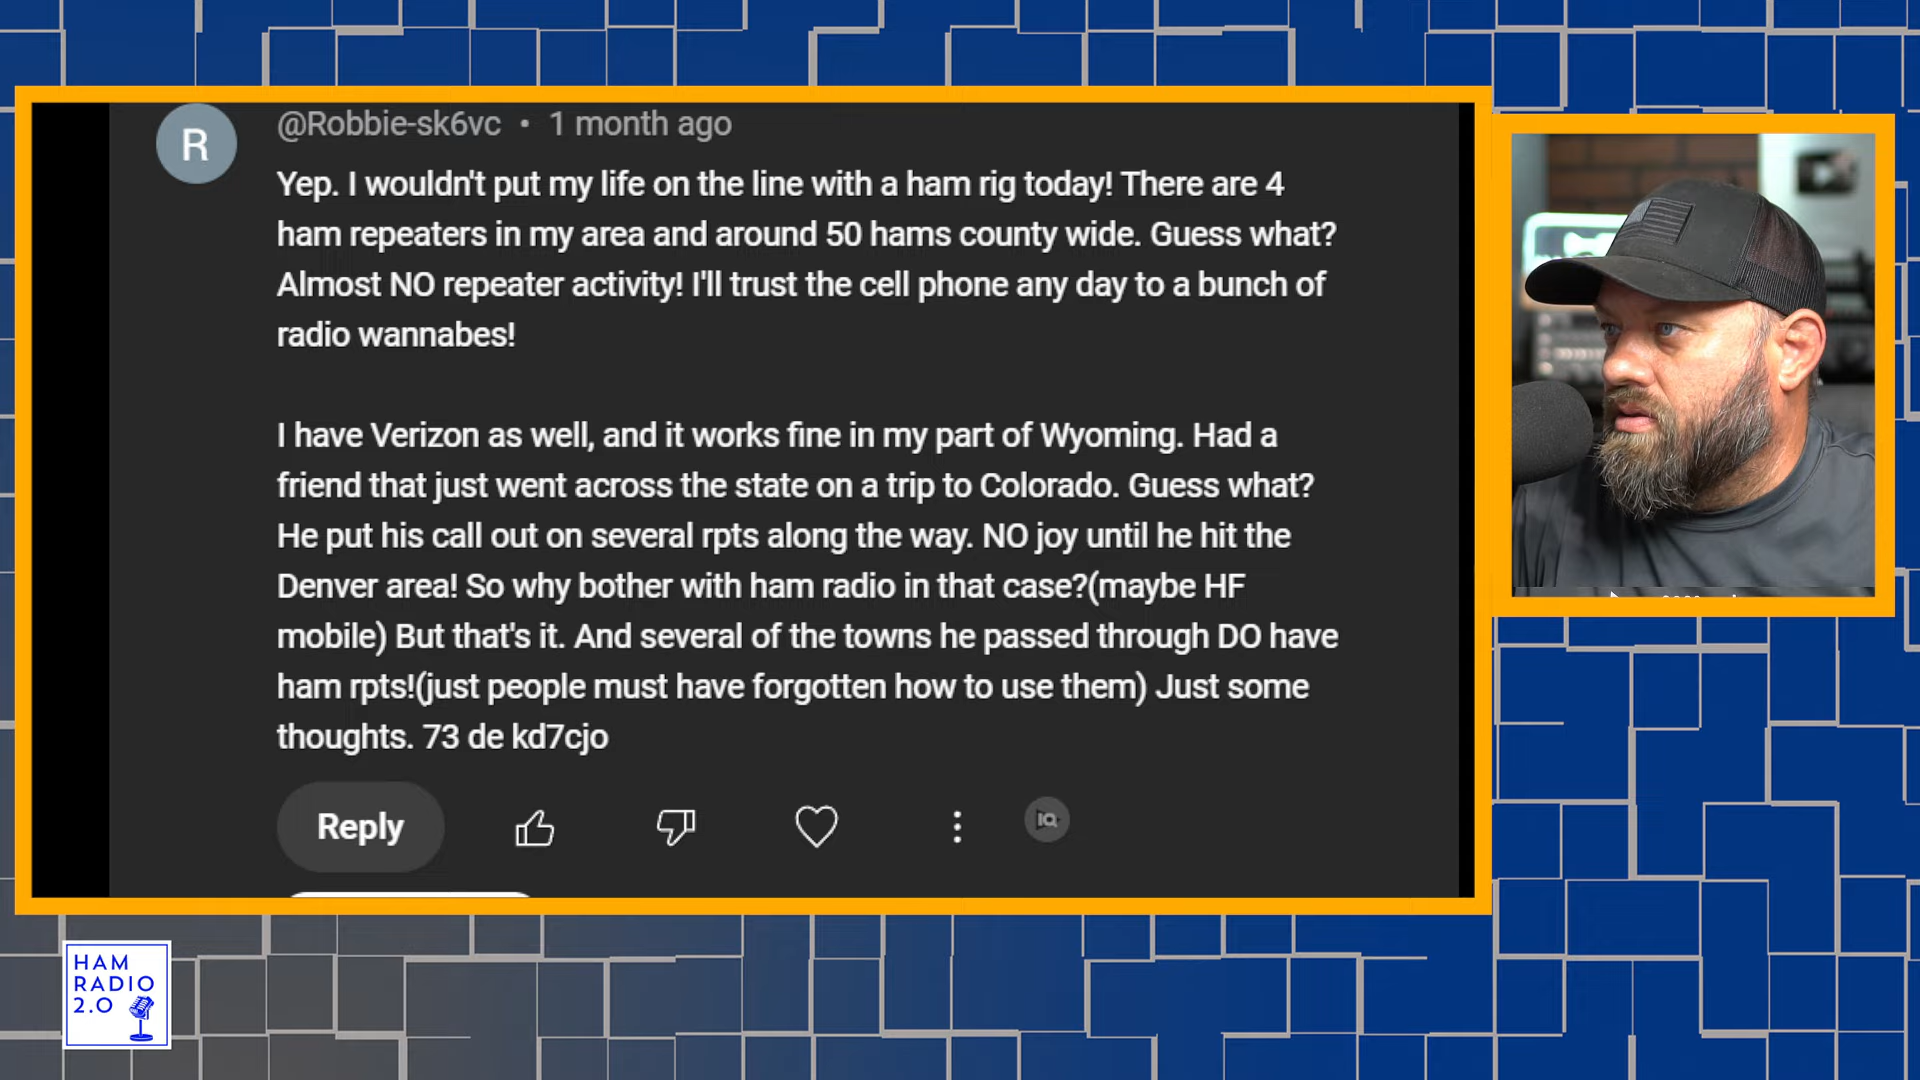 R
@Robbie-sk6vc • 1 month ago
Yep. I wouldn't put my life on the line with a ham rig today! There are 4
ham repeaters in my area and around 50 hams county wide. Guess what?
Almost NO repeater activity! I'll trust the cell phone any day to a bunch of
radio wannabes!
I have Verizon as well, and it works fine in my part of Wyoming. Had a
friend that just went across the state on a trip to Colorado. Guess what?
He put his call out on several rpts along the way. NO joy until he hit the
Denver area! So why bother with ham radio in that case?(maybe HF
mobile) But that's it. And several of the towns he passed through DO have
ham rpts!(just people must have forgotten how to use them) Just some
thoughts. 73 de kd7cjo
Reply
IQ
HAM
RADIO
2.0